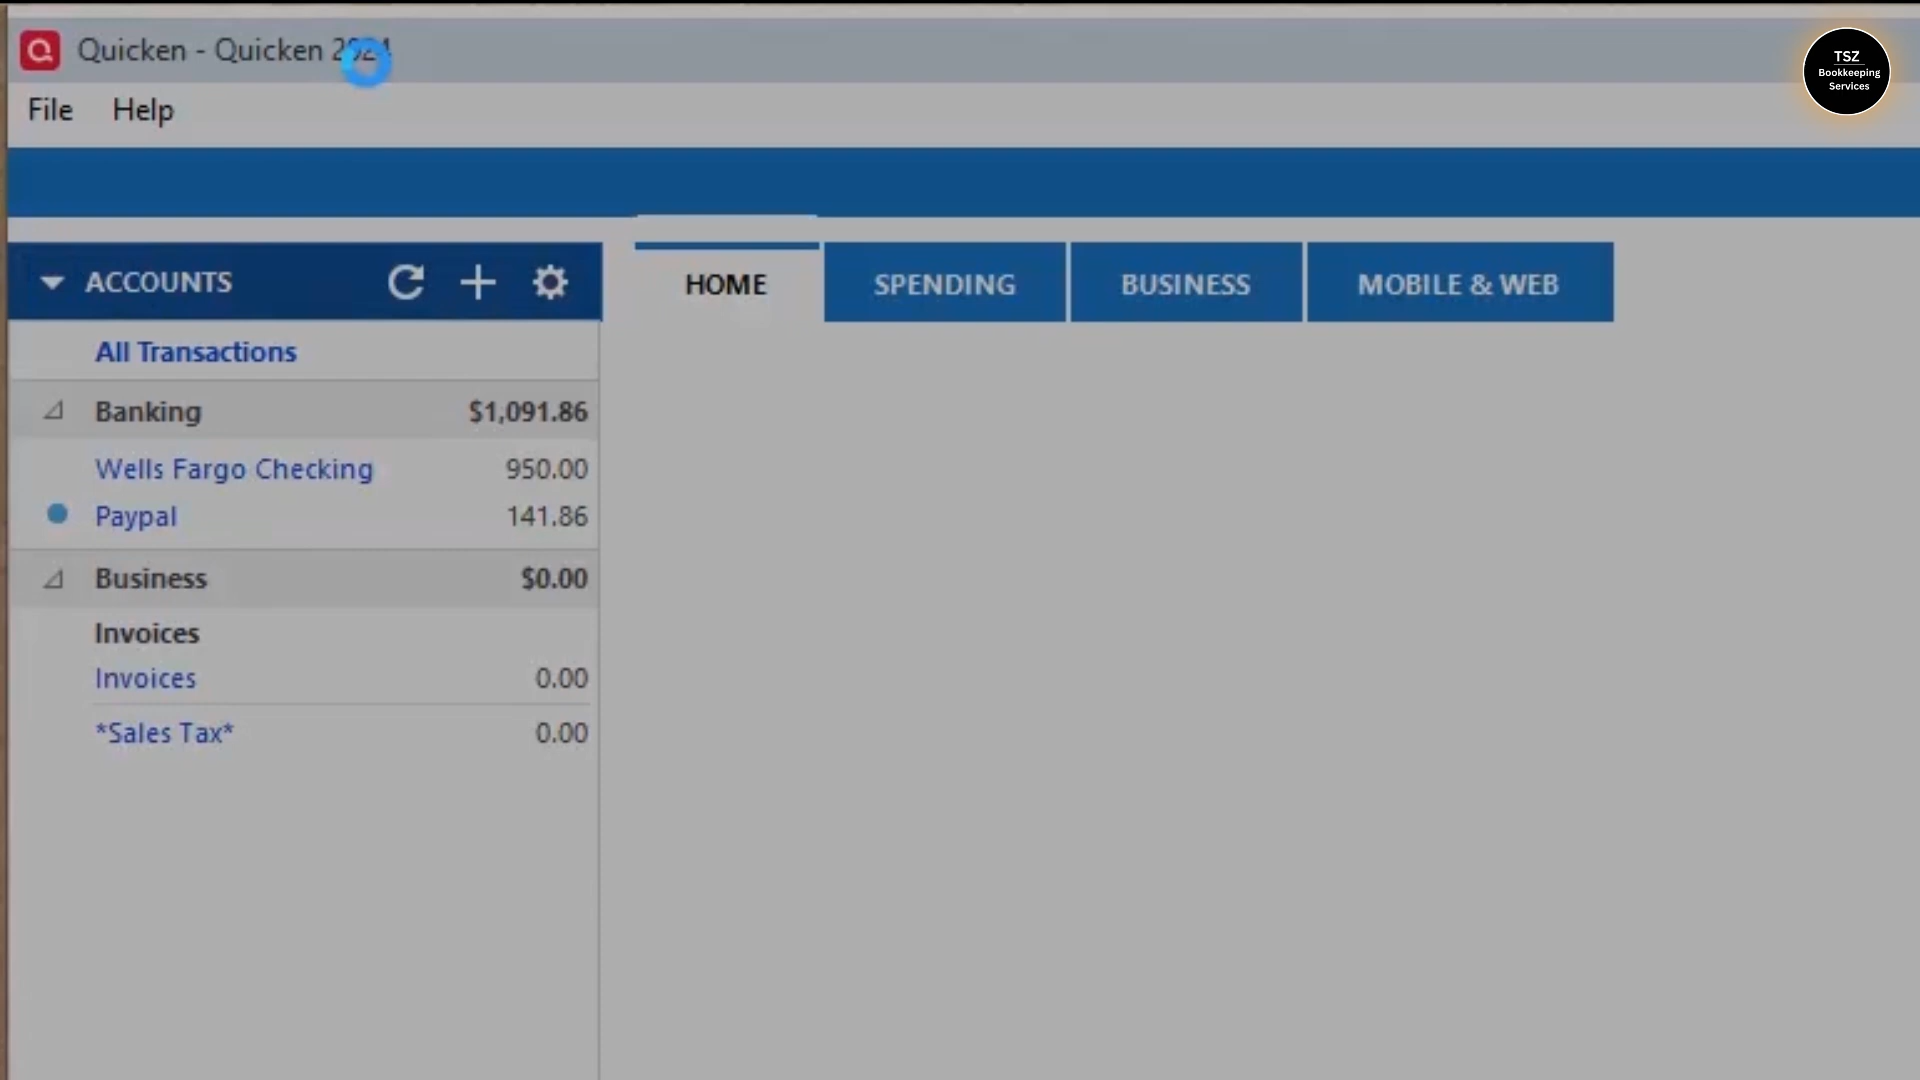 Quicken - Quicken 2024
TSZ
Bookkeeping
Services
File Help
ACCOUNTS
HOME SPENDING BUSINESS MOBILE & WEB
All Transactions
Banking $1,091.86
Wells Fargo Checking 950.00
Paypal 141.86
Business $0.00
Invoices
Invoices 0.00
*Sales Tax* 0.00